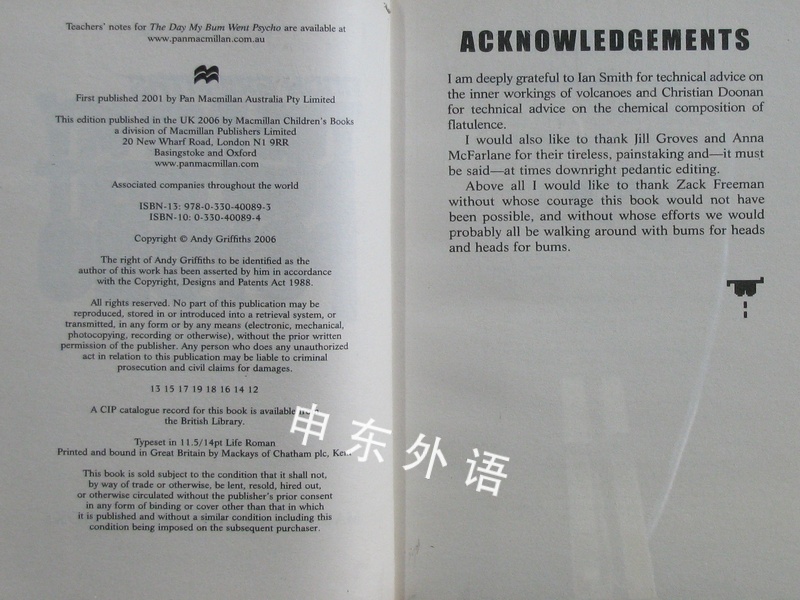 Teachers' notes for The Day My Bum Went Psycho are available at
www.panmacmillan.com.au
First published 2001 by Pan Macmillan Australia Pty Limited
This edition published in the UK 2006 by Macmillan Children's Books
a division of Macmillan Publishers Limited
20 New Wharf Road, London N1 9RR
Basingstoke and Oxford
www.panmacmillan.com
Associated companies throughout the world
ISBN-13: 978-0-330-40089-3
ISBN-10: 0-330-40089-4
Copyright © Andy Griffiths 2006
The right of Andy Griffiths to be identified as the
author of this work has been asserted by him in accordance
with the Copyright, Designs and Patents Act 1988.
All rights reserved. No part of this publication may be
reproduced, stored in or introduced into a retrieval system, or
transmitted, in any form or by any means (electronic, mechanical,
photocopying, recording or otherwise), without the prior written
permission of the publisher. Any person who does any unauthorized
act in relation to this publication may be liable to criminal
prosecution and civil claims for damages.
13 15 17 19 18 16 14 12
A CIP catalogue record for this book is available
the British Library.
Typeset in 11.5/14pt Life Roman
Printed and bound in Great Britain by Mackays of Chatham plc, Kent
This book is sold subject to the condition that it shall not,
by way of trade or otherwise, be lent, resold, hired out,
or otherwise circulated without the publisher's prior consent
in any form of binding or cover other than that in which
it is published and without a similar condition including this
condition being imposed on the subsequent purchaser.
ACKNOWLEDGEMENTS
I am deeply grateful to Ian Smith for technical advice on
the inner workings of volcanoes and Christian Doonan
for technical advice on the chemical composition of
flatulence.
I would also like to thank Jill Groves and Anna
McFarlane for their tireless, painstaking and—it must
be said—at times downright pedantic editing.
Above all I would like to thank Zack Freeman
without whose courage this book would not have
been possible, and without whose efforts we would
probably all be walking around with bums for heads
and heads for bums.
申东外语